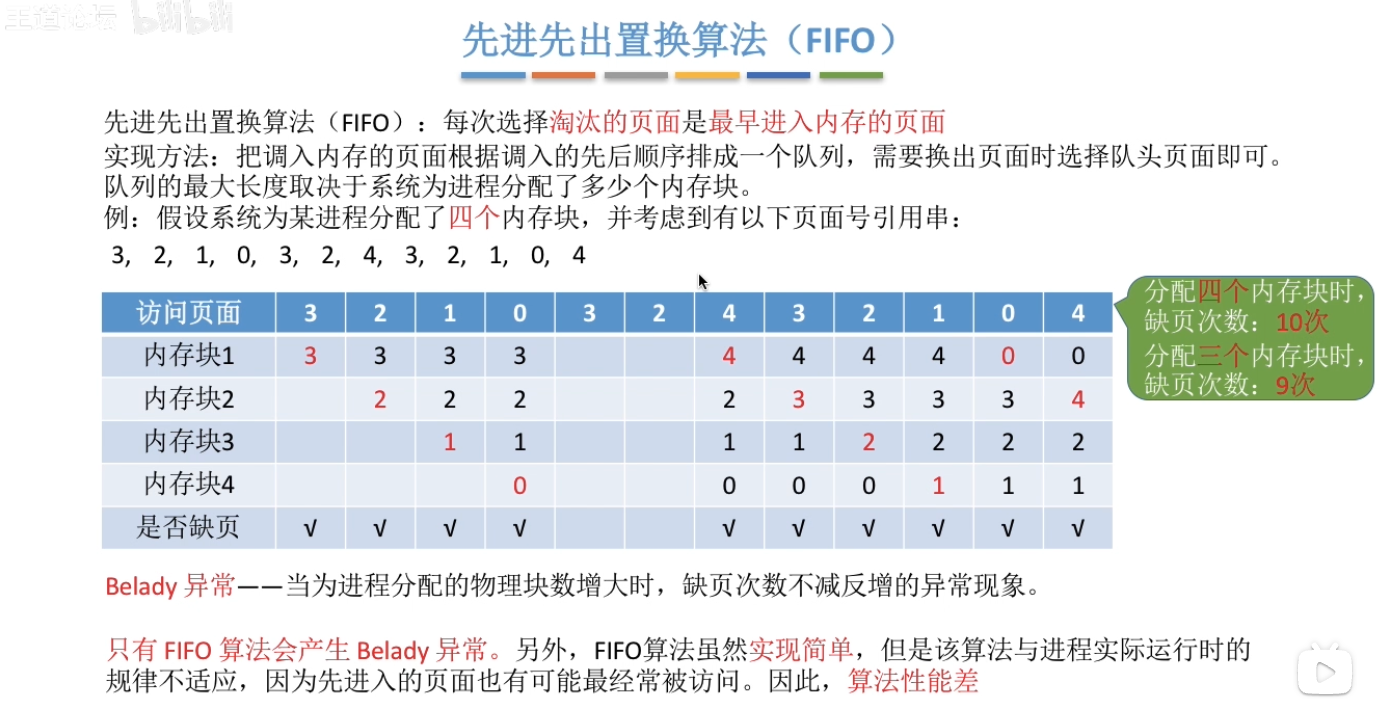 王道论坛 bilibili
先进先出置换算法（FIFO）
先进先出置换算法（FIFO）：每次选择淘汰的页面是最早进入内存的页面
实现方法：把调入内存的页面根据调入的先后顺序排成一个队列，需要换出页面时选择队头页面即可。
队列的最大长度取决于系统为进程分配了多少个内存块。
例：假设系统为某进程分配了四个内存块，并考虑到有以下页面号引用串：
3, 2, 1, 0, 3, 2, 4, 3, 2, 1, 0, 4
访问页面 3 2 1 0 3 2 4 3 2 1 0 4
内存块1 3 3 3 3 4 4 4 4 0 0
内存块2 2 2 2 2 3 3 3 3 4
内存块3 1 1 1 1 2 2 2 2
内存块4 0 0 0 0 1 1 1
是否缺页 √ √ √ √ √ √ √ √ √ √
分配四个内存块时，
缺页次数：10次
分配三个内存块时，
缺页次数：9次
Belady 异常——当为进程分配的物理块数增大时，缺页次数不减反增的异常现象。
只有 FIFO 算法会产生 Belady 异常。另外，FIFO算法虽然实现简单，但是该算法与进程实际运行时的
规律不适应，因为先进入的页面也有可能最经常被访问。因此，算法性能差